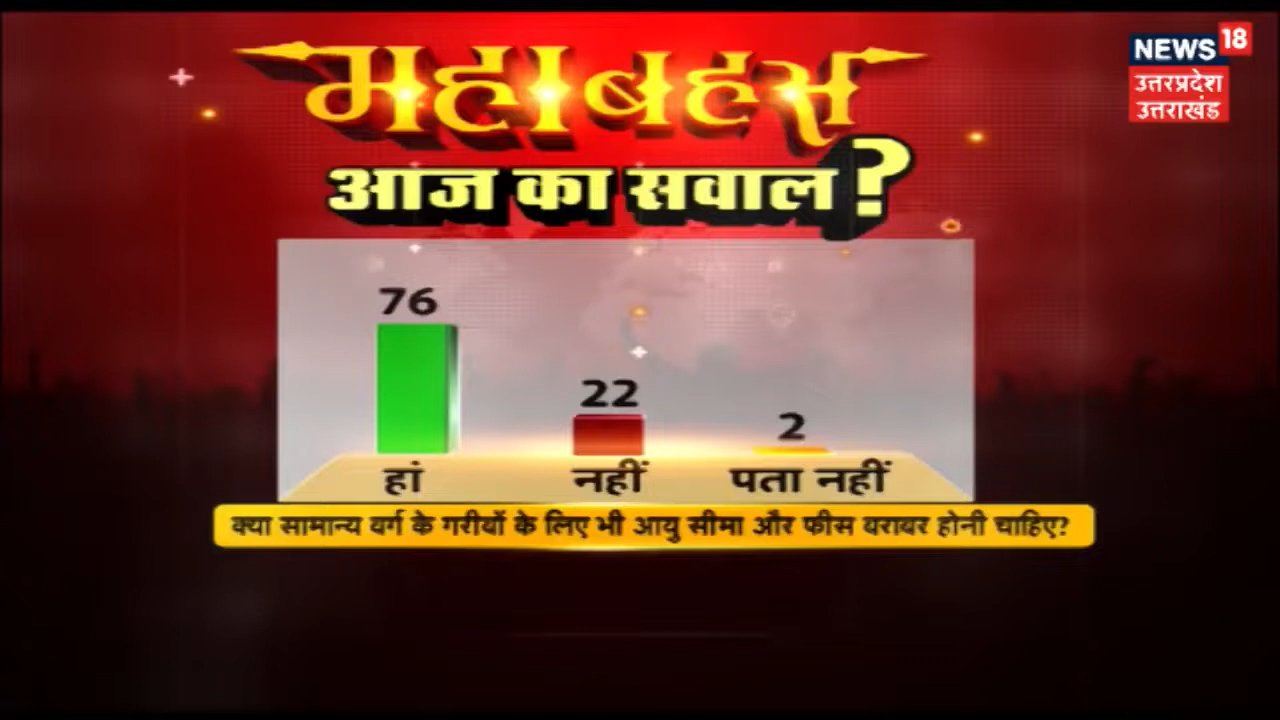 महाबहस
NEWS 18
उत्तरप्रदेश
उत्तराखंड
आज का सवाल?
76
22
2
हां नहीं पता नहीं
क्या सामान्य वर्ग के गरीबों के लिए भी आयु सीमा और फीस बराबर होनी चाहिए?